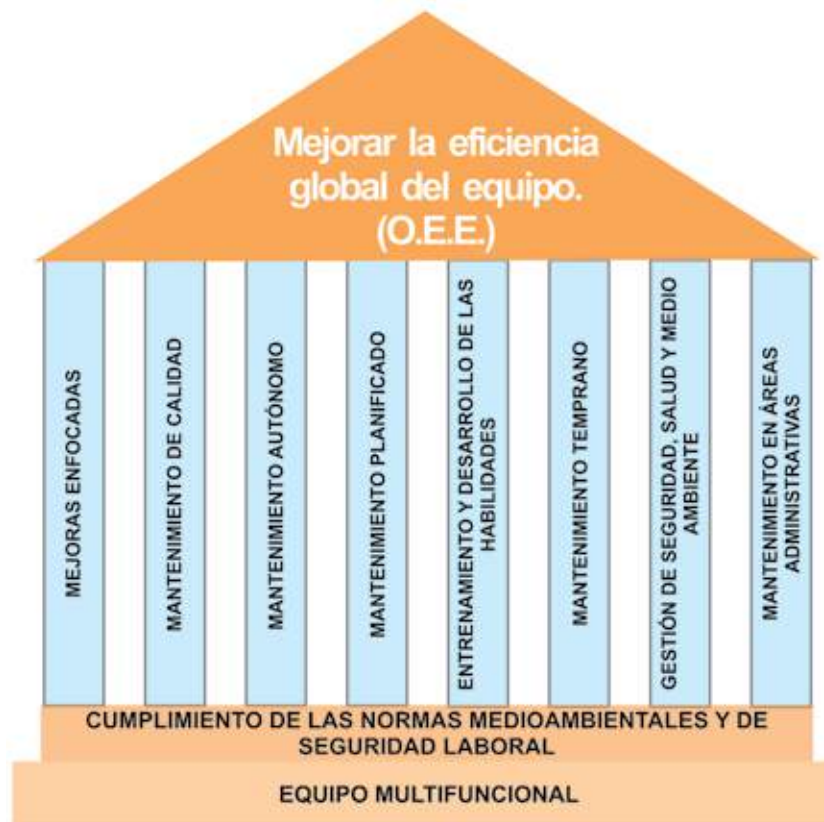 Mejorar la eficiencia
global del equipo.
(O.E.E.)
MEJORAS ENFOCADAS
MANTENIMIENTO DE CALIDAD
MANTENIMIENTO AUTÓNOMO
MANTENIMIENTO PLANIFICADO
ENTRENAMIENTO Y DESARROLLO DE LAS
HABILIDADES
MANTENIMIENTO TEMPRANO
GESTIÓN DE SEGURIDAD, SALUD Y MEDIO
AMBIENTE
MANTENIMIENTO EN ÁREAS
ADMINISTRATIVAS
CUMPLIMIENTO DE LAS NORMAS MEDIOAMBIENTALES Y DE
SEGURIDAD LABORAL
EQUIPO MULTIFUNCIONAL